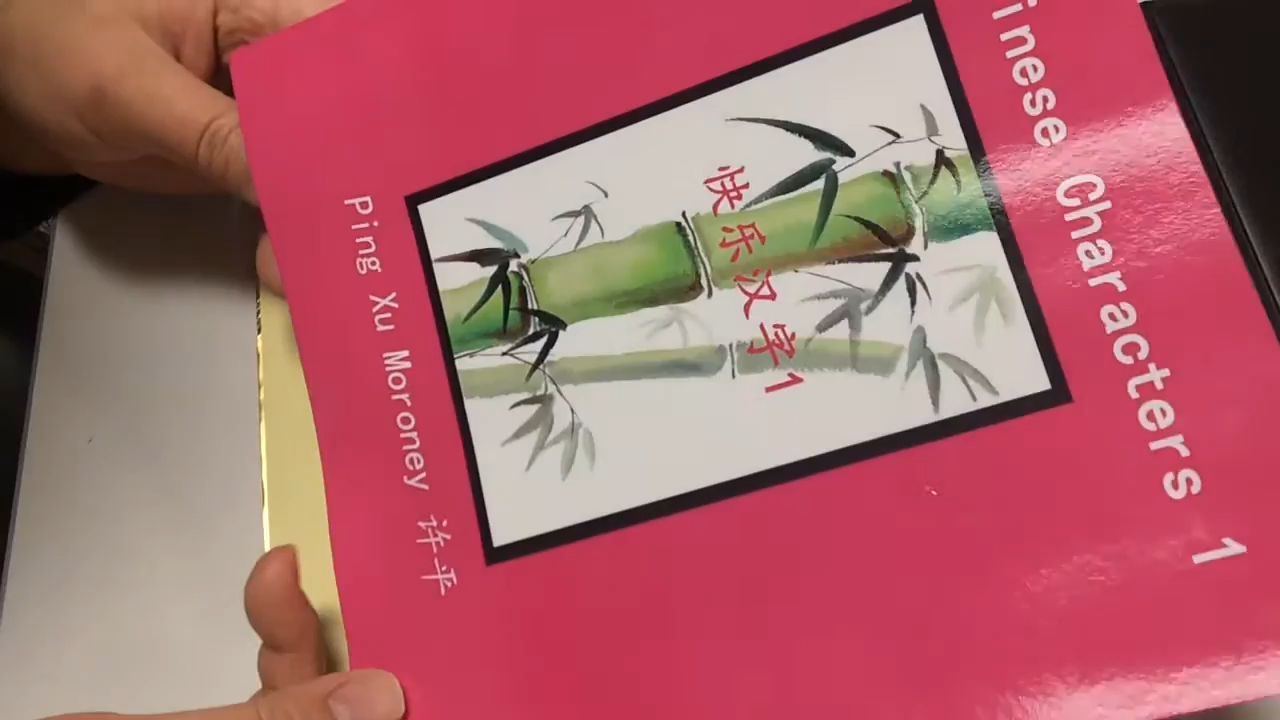 inese Characters 1
快乐汉字1
Ping Xu Moroney 许平